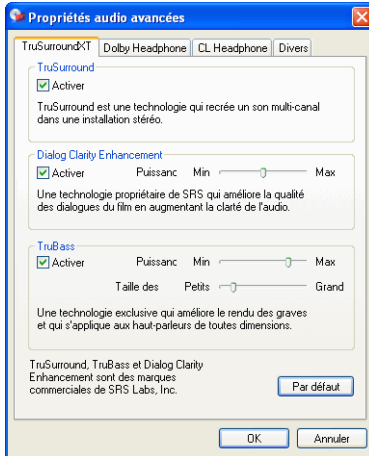 Propriétés audio avancées
TruSurroundXT Dolby Headphone CL Headphone Divers
TruSurround
Activer
TruSurround est une technologie qui recrée un son multi-canal
dans une installation stéréo.
Dialog Clarity Enhancement
Activer Puissanc Min Max
Une technologie propriétaire de SRS qui améliore la qualité
des dialogues du film en augmentant la clarté de l'audio.
TruBass
Activer Puissanc Min Max
Taille des Petits Grand
Une technologie exclusive qui améliore le rendu des graves
et qui s'applique aux haut-parleurs de toutes dimensions.
TruSurround, TruBass et Dialog Clarity
Enhancement sont des marques
commerciales de SRS Labs, Inc.
Par défaut
OK Annuler